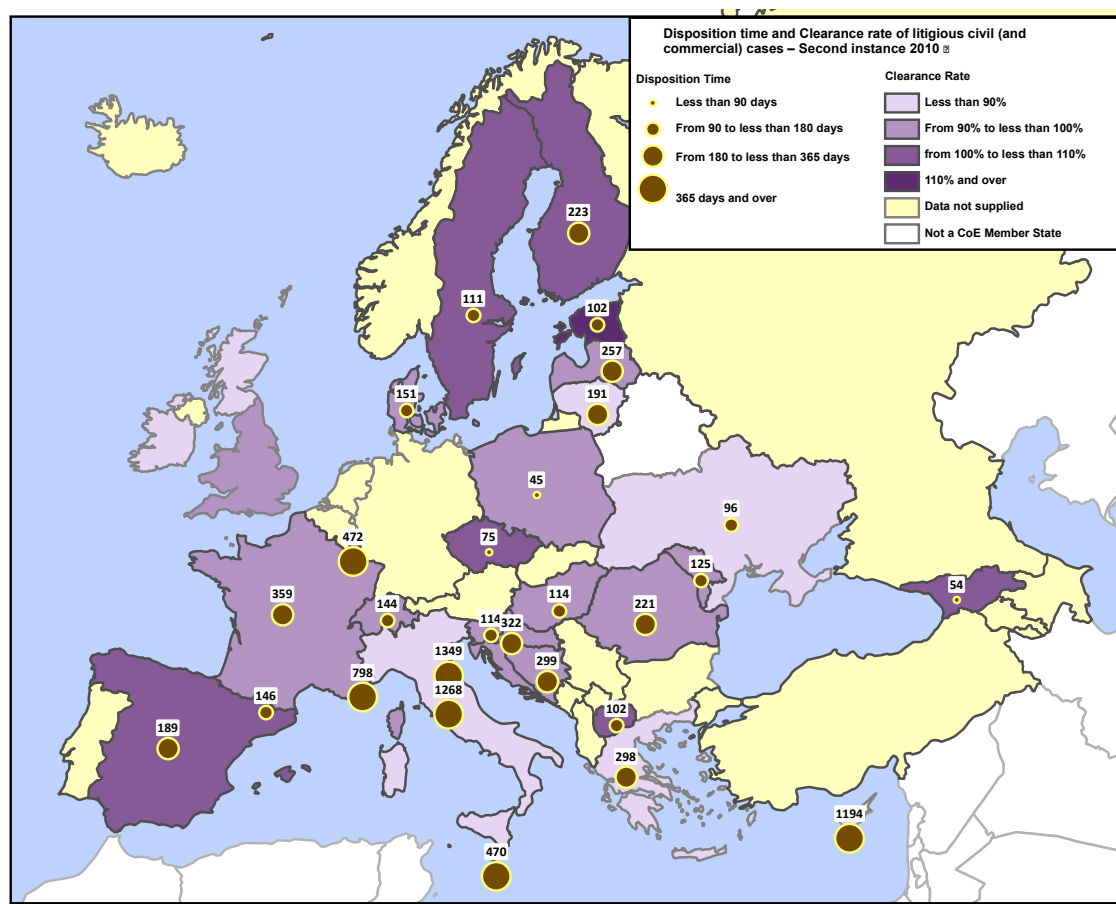 Disposition time and Clearance rate of litigious civil (and
commercial) cases – Second instance 2010
Disposition Time
Less than 90 days
From 90 to less than 180 days
From 180 to less than 365 days
365 days and over
Clearance Rate
Less than 90%
From 90% to less than 100%
from 100% to less than 110%
110% and over
Data not supplied
Not a CoE Member State
223
111
102
257
191
151
45
96
75
472
125
54
359
144
114
114
322
221
1349
299
798
1268
146
102
189
298
1194
470